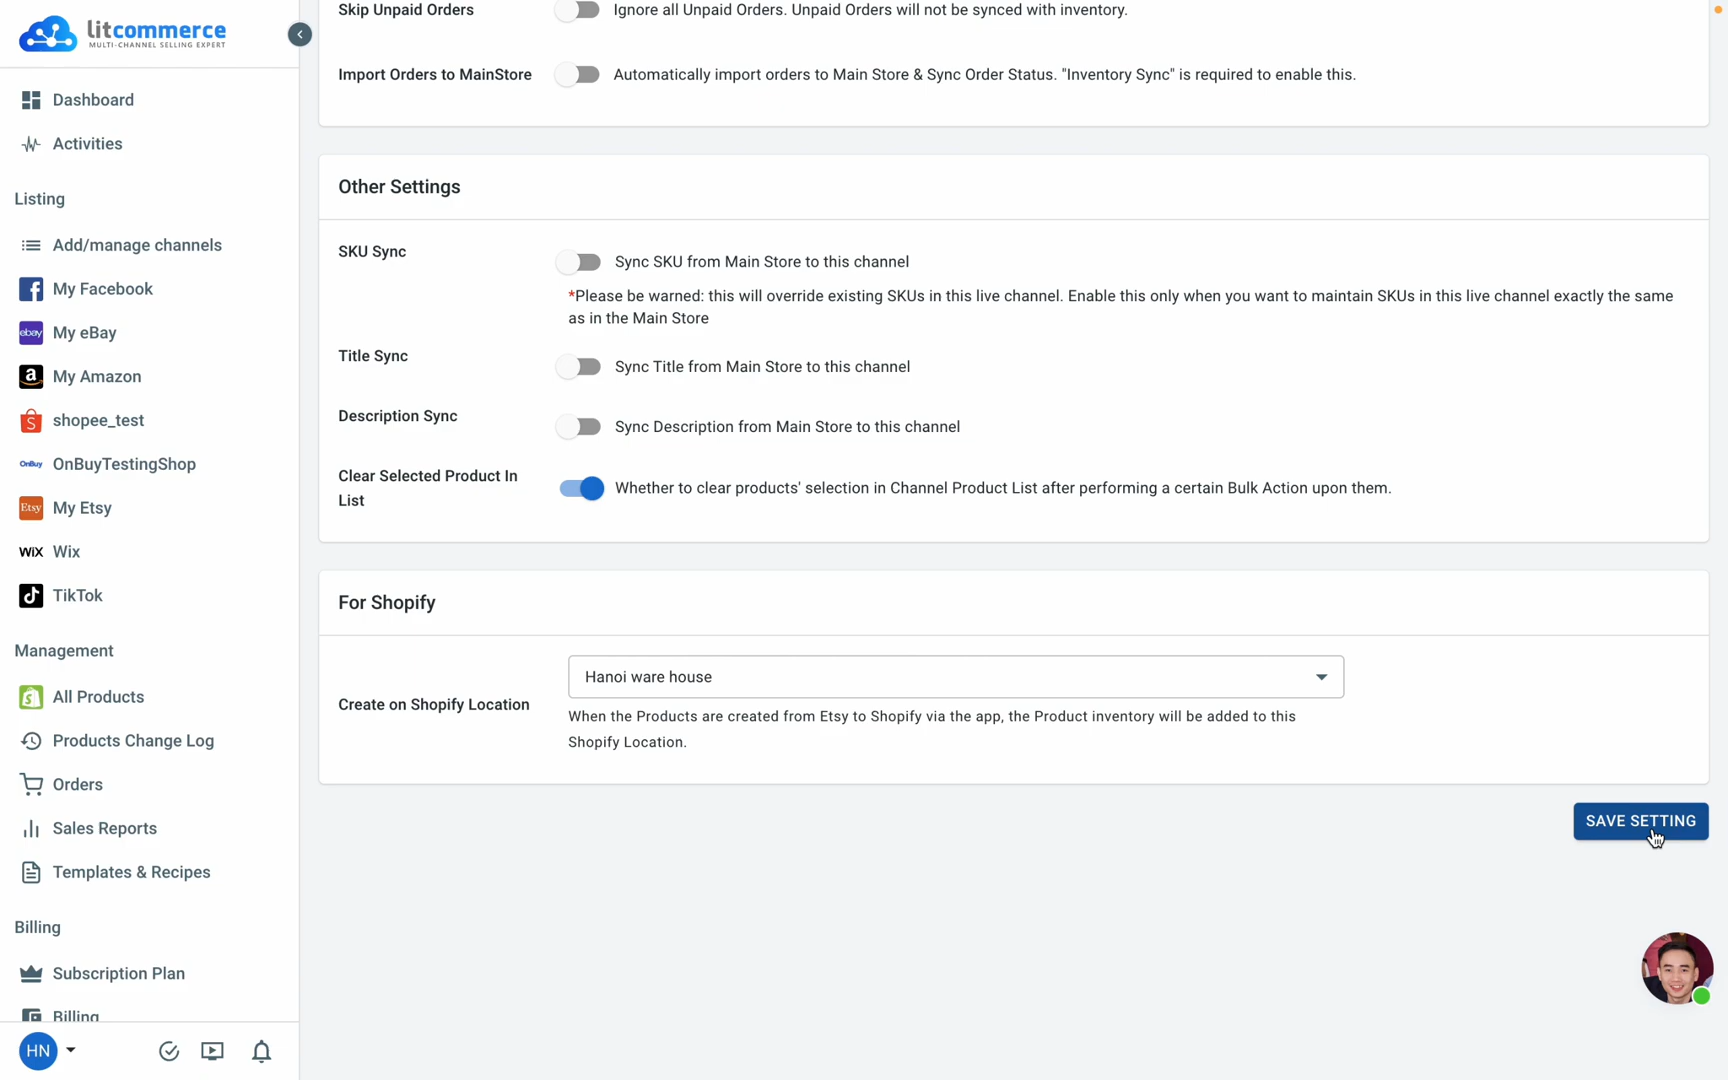 litcommerce
MULTI-CHANNEL SELLING EXPERT
Dashboard
Activities
Listing
Add/manage channels
My Facebook
ebay My eBay
a My Amazon
S shopee_test
OnBuy OnBuyTestingShop
Etsy My Etsy
WiX Wix
TikTok
Management
All Products
Products Change Log
Orders
Sales Reports
Templates & Recipes
Billing
Subscription Plan
Billing
HN
Skip Unpaid Orders
Ignore all Unpaid Orders. Unpaid Orders will not be synced with inventory.
Import Orders to MainStore
Automatically import orders to Main Store & Sync Order Status. "Inventory Sync" is required to enable this.
Other Settings
SKU Sync
Sync SKU from Main Store to this channel
*Please be warned: this will override existing SKUs in this live channel. Enable this only when you want to maintain SKUs in this live channel exactly the same
as in the Main Store
Title Sync
Sync Title from Main Store to this channel
Description Sync
Sync Description from Main Store to this channel
Clear Selected Product In
List
Whether to clear products' selection in Channel Product List after performing a certain Bulk Action upon them.
For Shopify
Create on Shopify Location
Hanoi ware house
When the Products are created from Etsy to Shopify via the app, the Product inventory will be added to this
Shopify Location.
SAVE SETTING